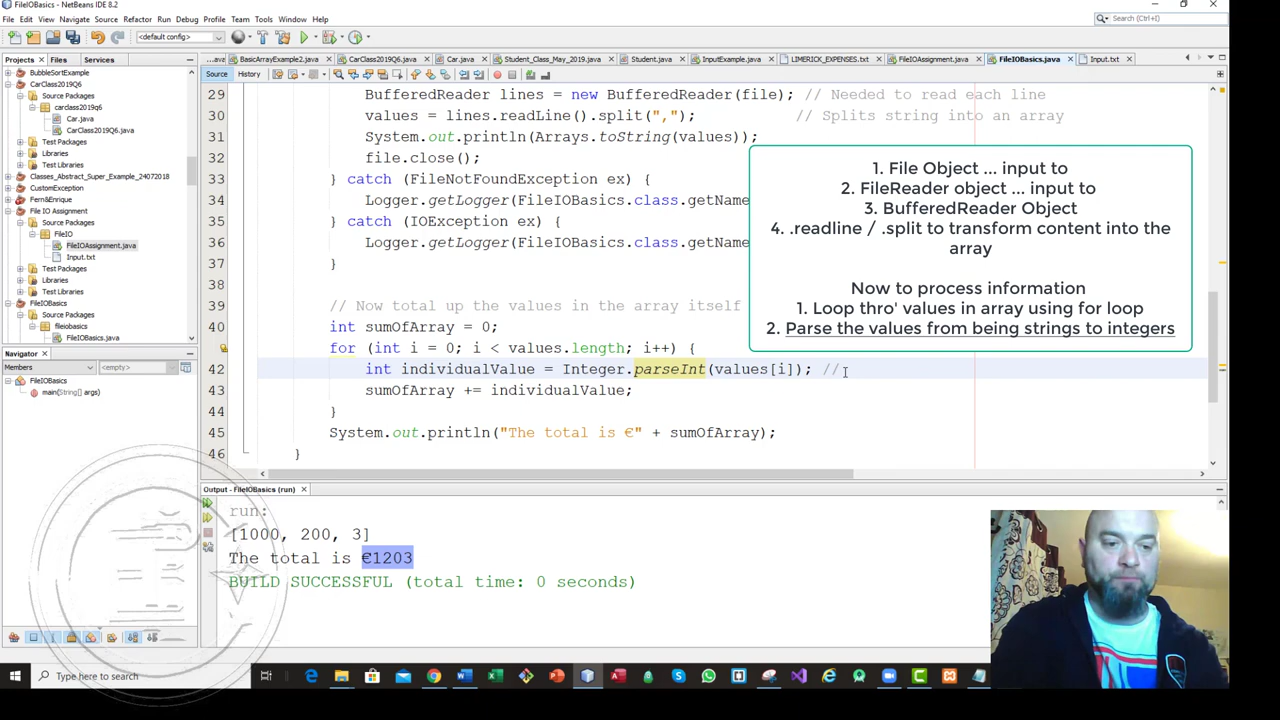 FileIOBasics - NetBeans IDE 8.2
File Edit View Navigate Source Refactor Run Debug Profile Team Tools Window Help
Search (Ctrl+I)
<default config>
Projects Files Services
...ava BasicArrayExample2.java CarClass2019Q6.java Car.java Student_Class_May_2019.java Student.java InputExample.java LIMERICK_EXPENSES.txt FileIOAssignment.java FileIOBasics.java Input.txt
Source History
BubbleSortExample
CarClass2019Q6
Source Packages
carclass2019q6
Car.java
CarClass2019Q6.java
Test Packages
Libraries
Test Libraries
Classes_Abstract_Super_Example_24072018
CustomException
Fern&Enrique
File IO Assignment
Source Packages
FileIO
FileIOAssignment.java
Input.txt
Test Packages
Libraries
Test Libraries
FileIOBasics
Source Packages
fileiobasics
FileIOBasics.java
Navigator
Members <empty>
FileIOBasics
main(String[] args)
29 BufferedReader lines = new BufferedReader(file); // Needed to read each line
30 values = lines.readLine().split(","); // Splits string into an array
31 System.out.println(Arrays.toString(values));
32 file.close();
33 } catch (FileNotFoundException ex) {
34 Logger.getLogger(FileIOBasics.class.getName
35 } catch (IOException ex) {
36 Logger.getLogger(FileIOBasics.class.getName
37 }
38
39 // Now total up the values in the array itself
40 int sumOfArray = 0;
for (int i = 0; i < values.length; i++) {
42 int individualValue = Integer.parseInt(values[i]); //
43 sumOfArray += individualValue;
44 }
45 System.out.println("The total is €" + sumOfArray);
46 }
1. File Object ... input to
2. FileReader object ... input to
3. BufferedReader Object
4. .readline / .split to transform content into the
array
Now to process information
1. Loop thro' values in array using for loop
2. Parse the values from being strings to integers
Output - FileIOBasics (run)
run:
[1000, 200, 3]
The total is €1203
BUILD SUCCESSFUL (total time: 0 seconds)
Type here to search